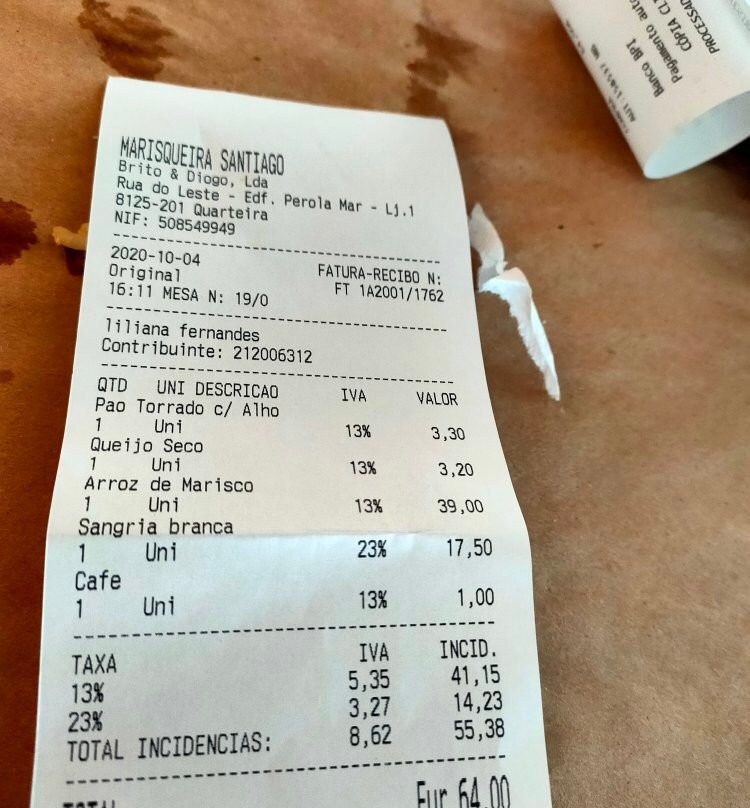 MARISQUEIRA SANTIAGO
Brito & Diogo, Lda
Rua do Leste - Edf. Perola Mar - Lj.1
8125-201 Quarteira
NIF: 508549949
2020-10-04
Original FATURA-RECIBO N:
16:11 MESA N: 19/0 FT 1A2001/1762
liliana fernandes
Contribuinte: 212006312
QTD UNI DESCRICAO IVA VALOR
Pao Torrado c/ Alho
1 Uni 13% 3,30
Queijo Seco
1 Uni 13% 3,20
Arroz de Marisco
1 Uni 13% 39,00
Sangria branca
1 Uni 23% 17,50
Cafe
1 Uni 13% 1,00
TAXA IVA INCID.
13% 5,35 41,15
23% 3,27 14,23
TOTAL INCIDENCIAS: 8,62 55,38
TOTAL Eur 64,00
Banco BPI
Pagamento
COPIA